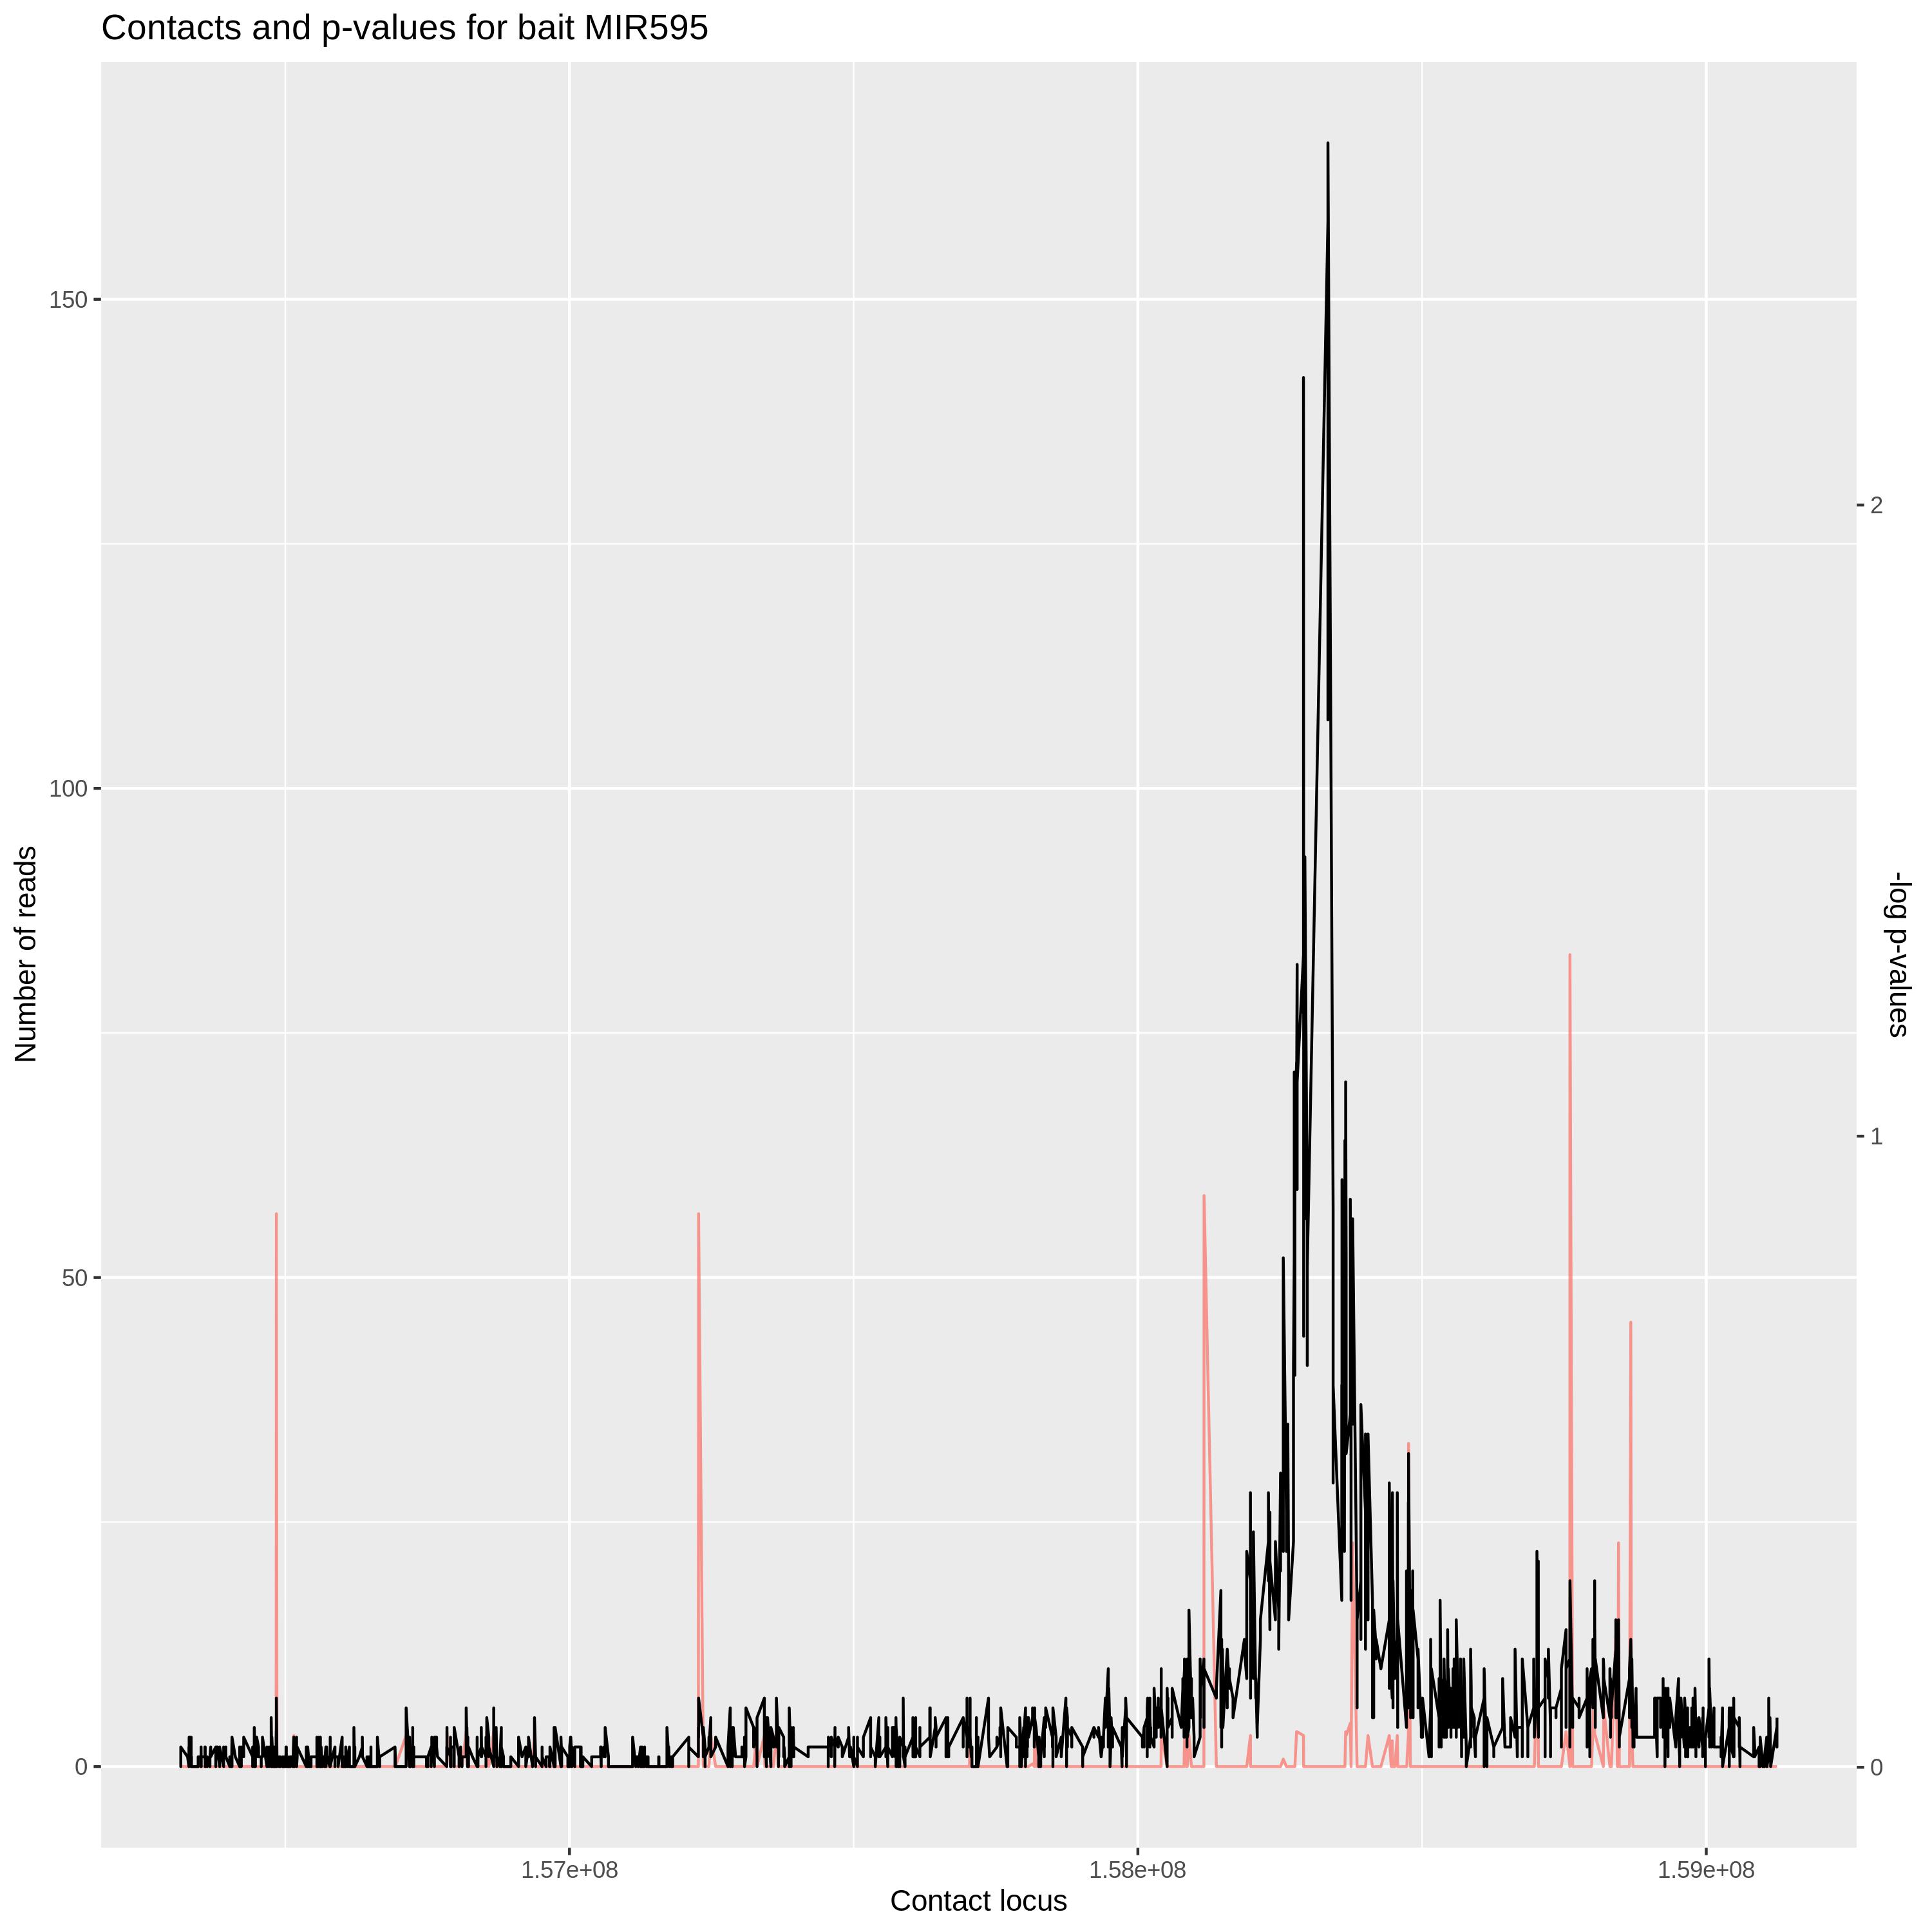 Contacts and p-values for bait MIR595
150
100
50
0
Number of reads
2
1
0
-log p-values
1.57e+08
1.58e+08
1.59e+08
Contact locus